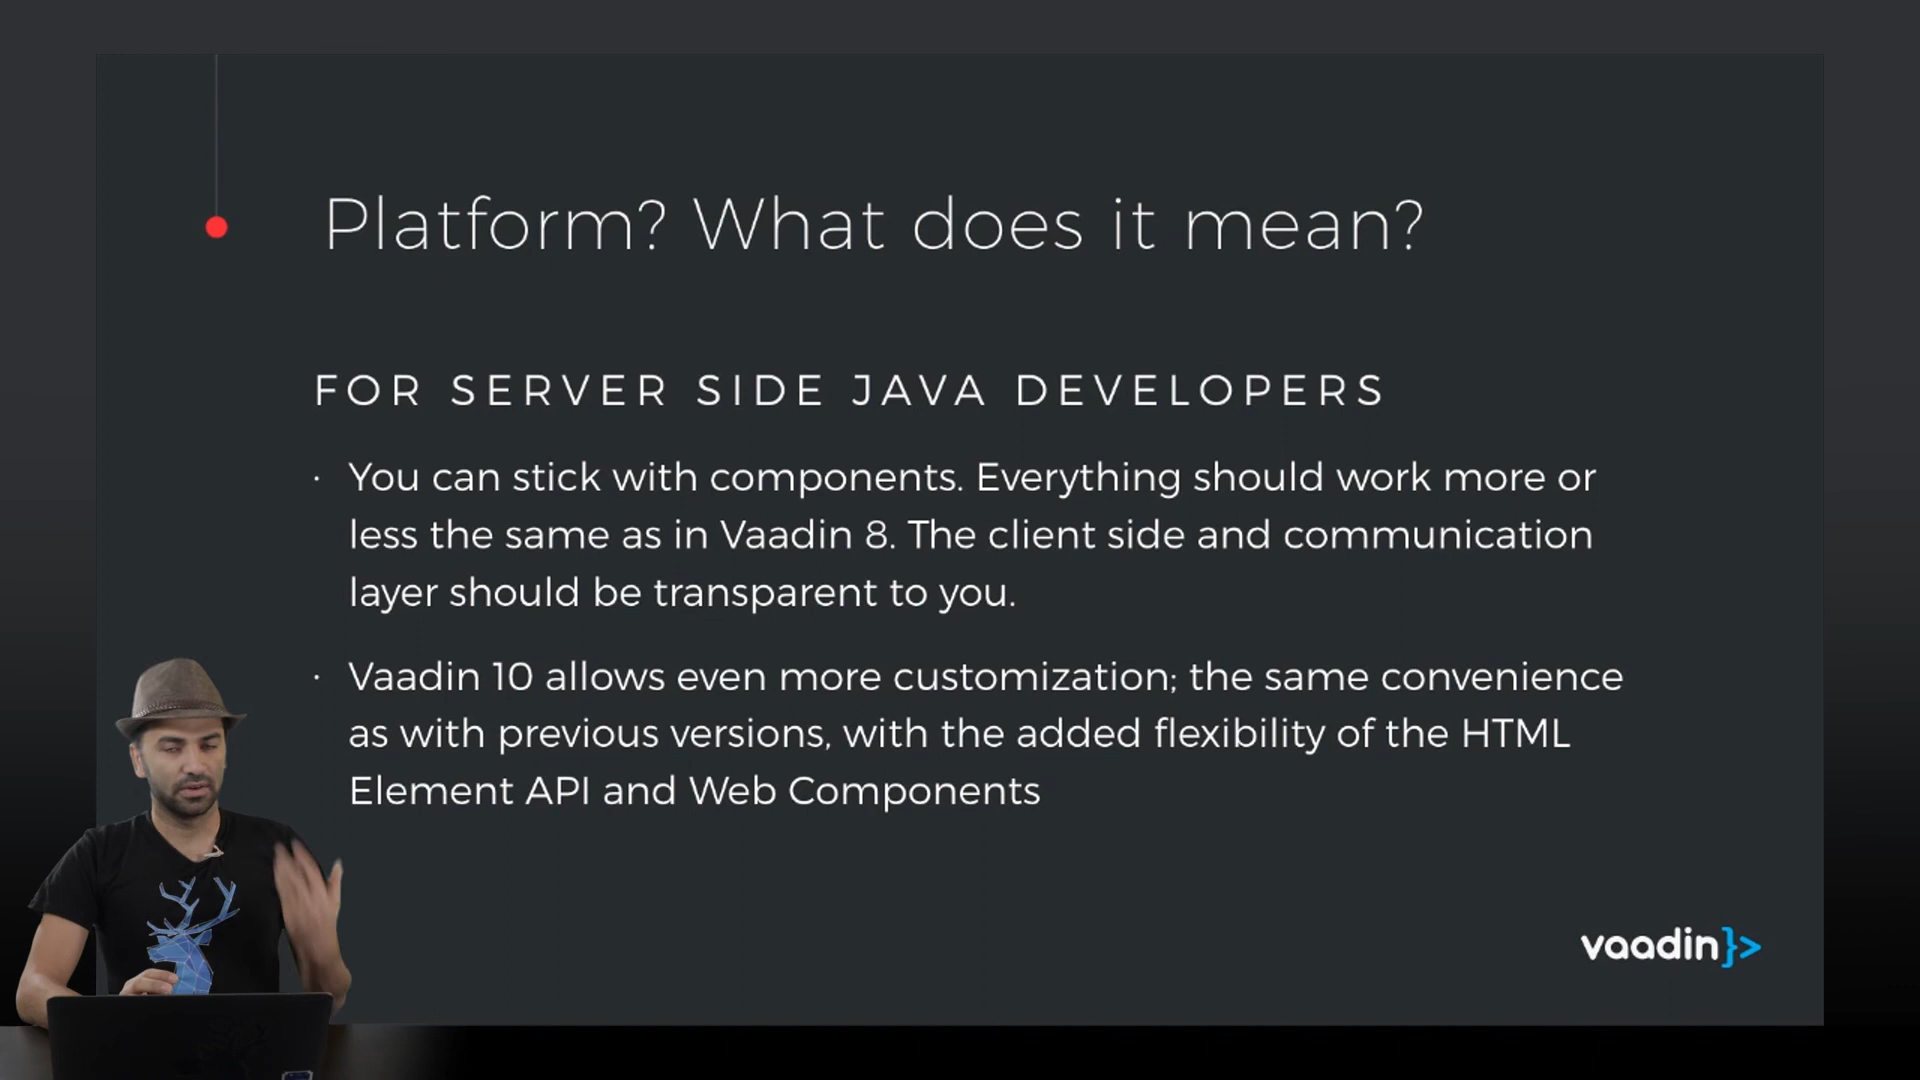 Platform? What does it mean?
FOR SERVER SIDE JAVA DEVELOPERS
· You can stick with components. Everything should work more or
less the same as in Vaadin 8. The client side and communication
layer should be transparent to you.
· Vaadin 10 allows even more customization; the same convenience
as with previous versions, with the added flexibility of the HTML
Element API and Web Components
vaadin}>